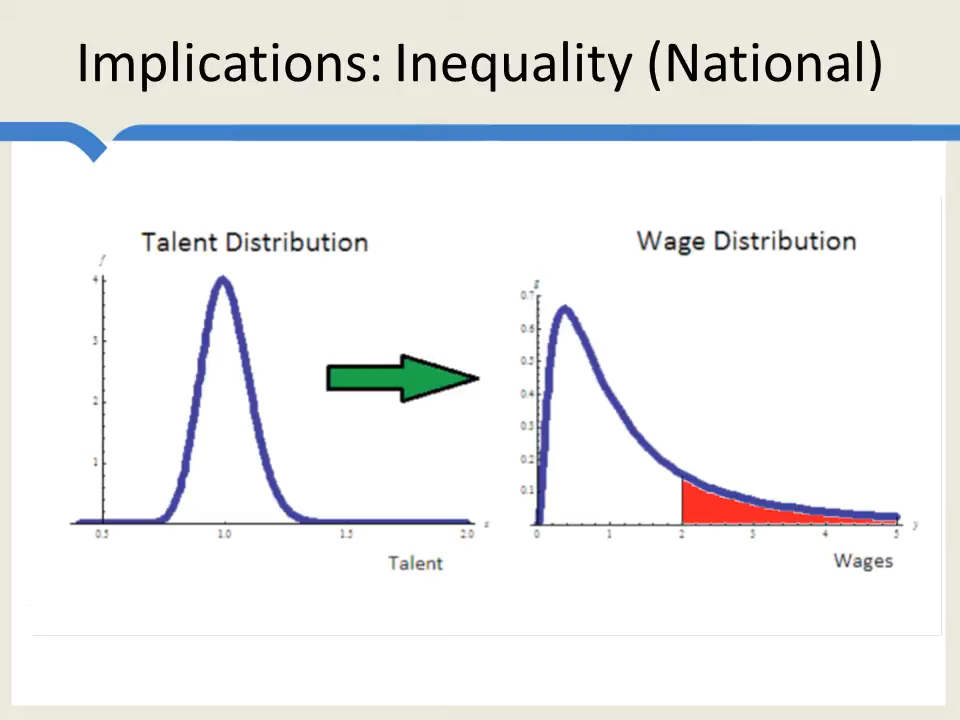 Implications: Inequality (National)
Talent Distribution
Wage Distribution
f
4
3
2
1
0.5
1.0
1.5
2.0
x
Talent
g
0.7
0.6
0.5
0.4
0.3
0.2
0.1
0
1
2
3
4
5
y
Wages